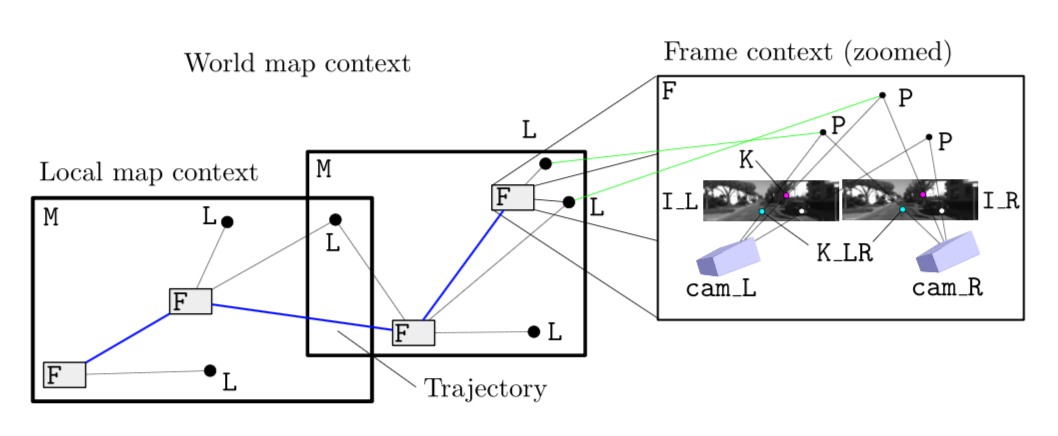 World map context
Frame context (zoomed)
Local map context
F
P
P
P
K
I_L
I_R
K_LR
cam_L
cam_R
M
L
L
F
L
M
L
L
F
F
L
F
L
Trajectory